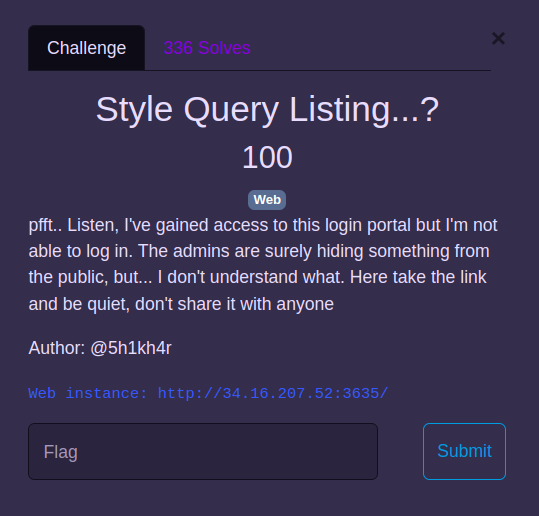 Challenge
336 Solves
×
Style Query Listing...?
100
Web
pfft.. Listen, I've gained access to this login portal but I'm not
able to log in. The admins are surely hiding something from
the public, but... I don't understand what. Here take the link
and be quiet, don't share it with anyone
Author: @5h1kh4r
Web instance: http://34.16.207.52:3635/
Flag
Submit